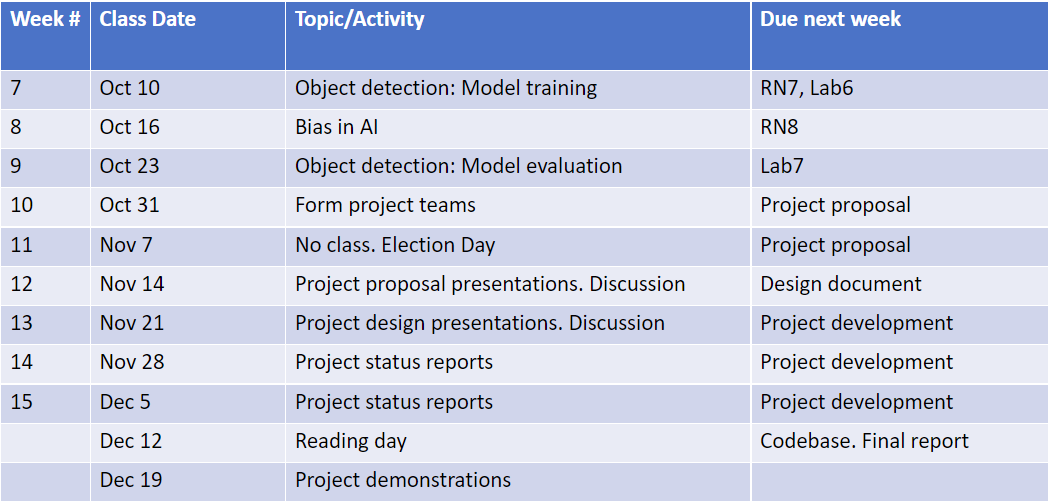 Week # Class Date Topic/Activity Due next week
7 Oct 10 Object detection: Model training RN7, Lab6
8 Oct 16 Bias in AI RN8
9 Oct 23 Object detection: Model evaluation Lab7
10 Oct 31 Form project teams Project proposal
11 Nov 7 No class. Election Day Project proposal
12 Nov 14 Project proposal presentations. Discussion Design document
13 Nov 21 Project design presentations. Discussion Project development
14 Nov 28 Project status reports Project development
15 Dec 5 Project status reports Project development
Dec 12 Reading day Codebase. Final report
Dec 19 Project demonstrations